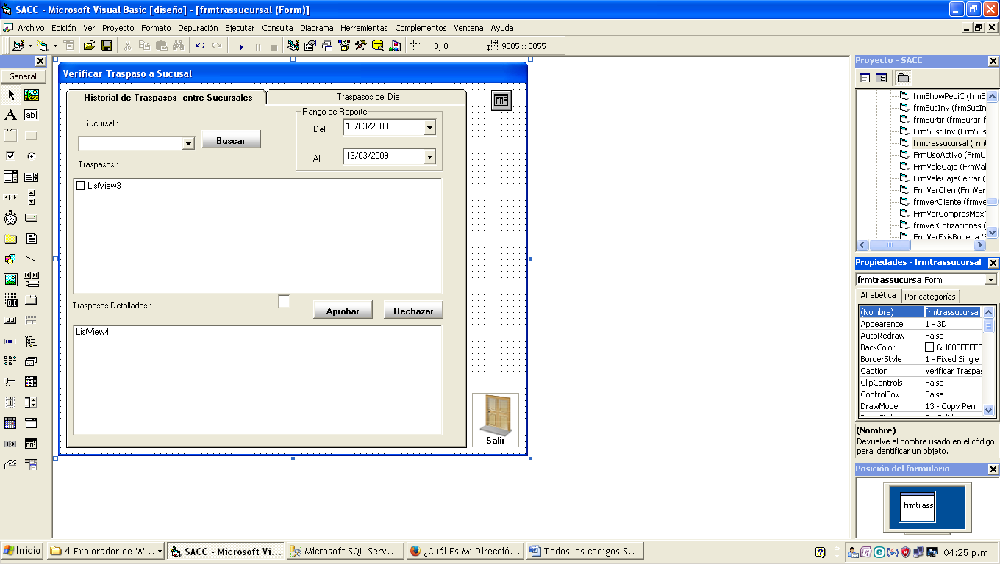 SACC - Microsoft Visual Basic [diseño] - [frmtrassucursal (Form)]
Archivo Edición Ver Proyecto Formato Depuración Ejecutar Consulta Diagrama Herramientas Complementos Ventana Ayuda
0, 0 9585 x 8055
General
A
ab|
xy
OLE
Verificar Traspaso a Sucusal
Historial de Traspasos entre Sucursales
Traspasos del Dia
Sucursal :
Buscar
Rango de Reporte
Del: 13/03/2009
Al: 13/03/2009
Traspasos :
ListView3
Traspasos Detallados :
Aprobar
Rechazar
ListView4
Salir
Proyecto - SACC
frmShowPediC (frmS
frmSucInv (frmSucIn
frmSurtir (frmSurtir.f
FrmSustiInv (FrmSus
frmtrassucursal (frmt
FrmUsoActivo (FrmU
FrmValeCaja (FrmVal
FrmValeCajaCerrar (
FrmVerClien (FrmVer
frmVerCliente (frmVe
FrmVerComprasMax
frmVerCotizaciones (
FrmVerExisBodega (F
Propiedades - frmtrassucursal
frmtrassucursa Form
Alfabética Por categorías
(Nombre) frmtrassucursal
Appearance 1 - 3D
AutoRedraw False
BackColor &H00FFFFFF
BorderStyle 1 - Fixed Single
Caption Verificar Traspas
ClipControls False
ControlBox False
DrawMode 13 - Copy Pen
(Nombre)
Devuelve el nombre usado en el código
para identificar un objeto.
Posición del formulario
frmtrass
Inicio
4 Explorador de W...
SACC - Microsoft Vi...
Microsoft SQL Serv...
¿Cuál Es Mi Direcció...
Todos los codigos S...
04:25 p.m.